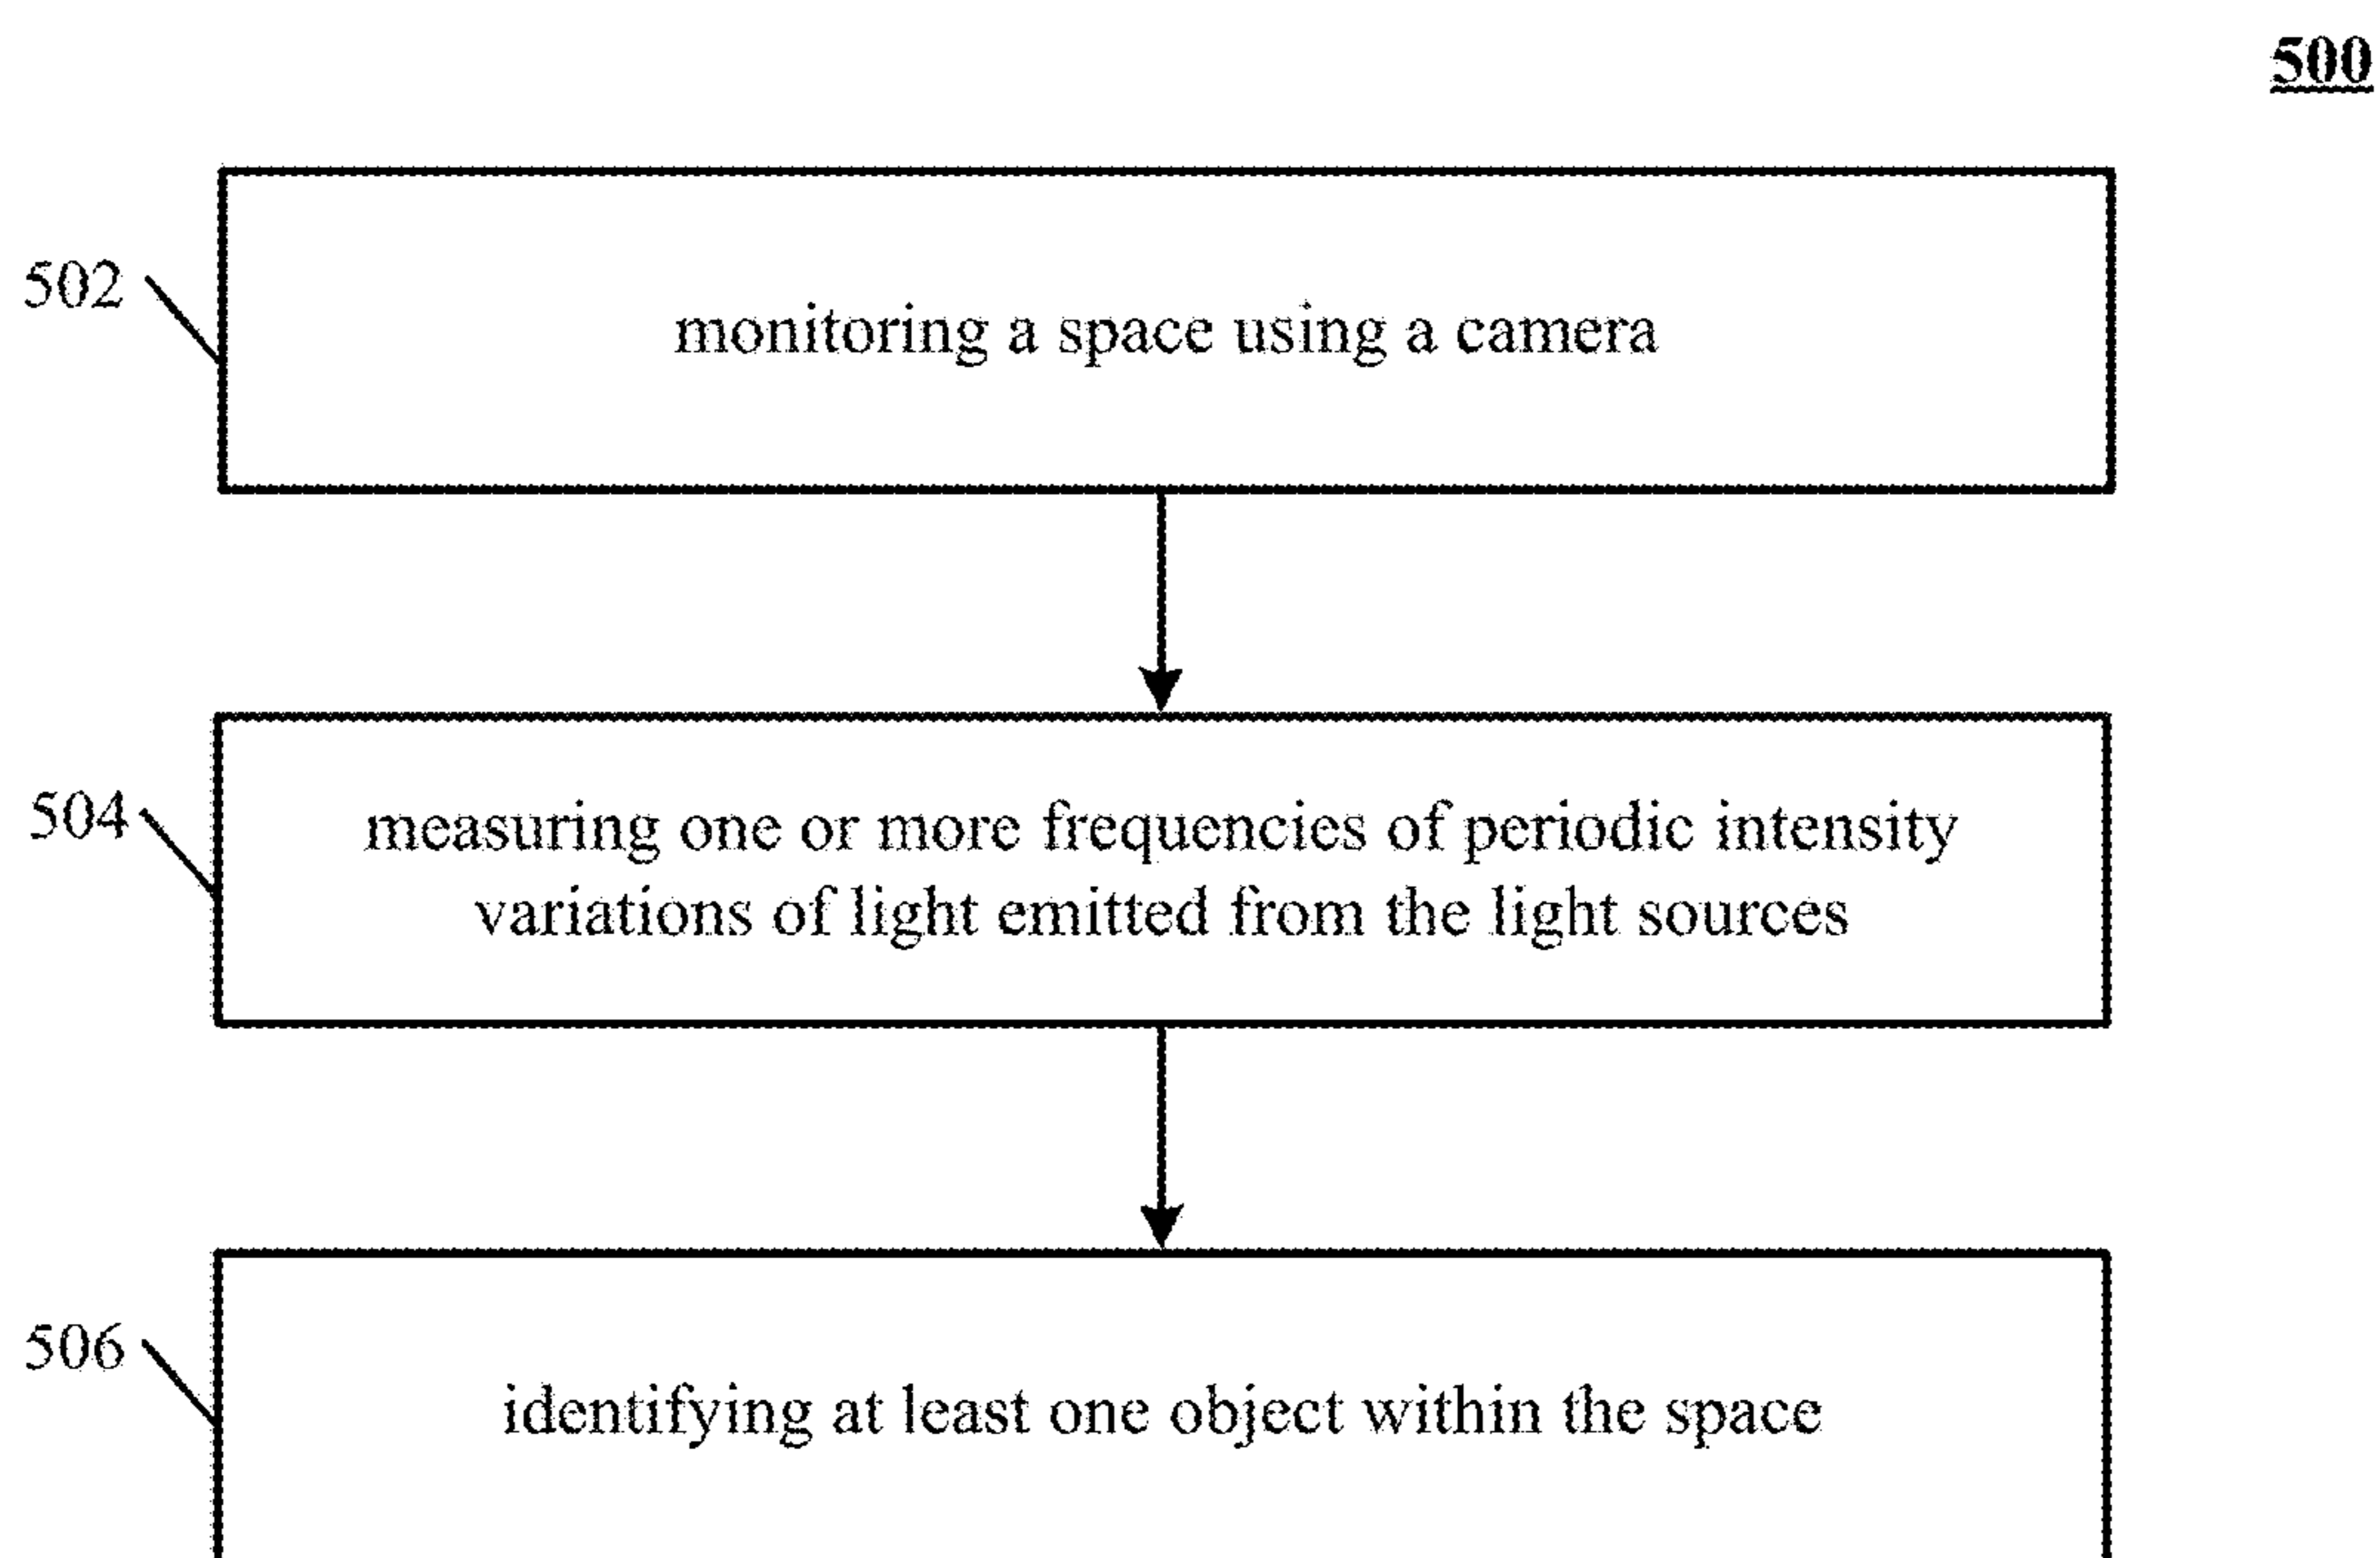 500
502
monitoring a space using a camera
504
measuring one or more frequencies of periodic intensity
variations of light emitted from the light sources
506
identifying at least one object within the space